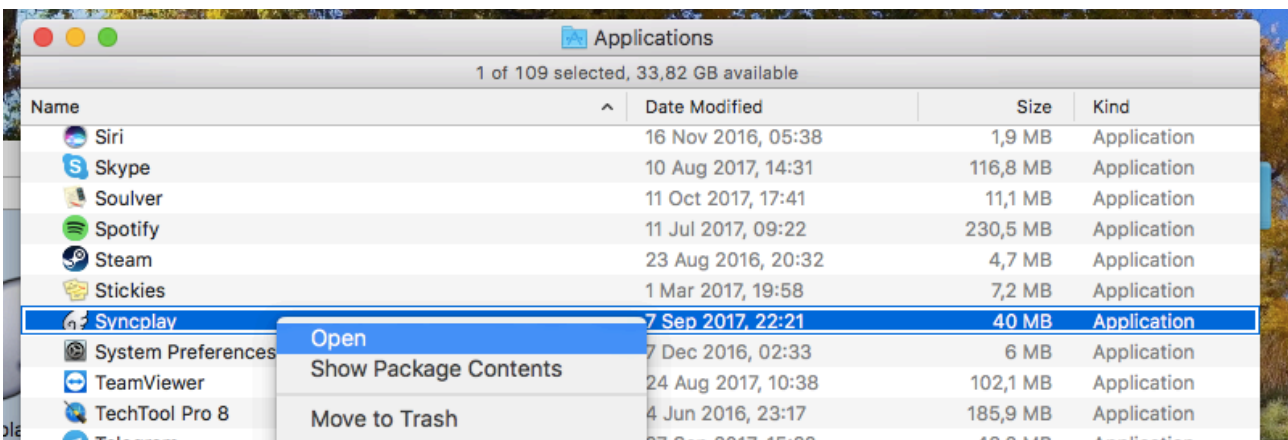 Applications
1 of 109 selected, 33,82 GB available
Name Date Modified Size Kind
Siri 16 Nov 2016, 05:38 1,9 MB Application
Skype 10 Aug 2017, 14:31 116,8 MB Application
Soulver 11 Oct 2017, 17:41 11,1 MB Application
Spotify 11 Jul 2017, 09:22 230,5 MB Application
Steam 23 Aug 2016, 20:32 4,7 MB Application
Stickies 1 Mar 2017, 19:58 7,2 MB Application
Syncplay 7 Sep 2017, 22:21 40 MB Application
Open
System Preferences 7 Dec 2016, 02:33 6 MB Application
Show Package Contents
TeamViewer 24 Aug 2017, 10:38 102,1 MB Application
TechTool Pro 8 4 Jun 2016, 23:17 185,9 MB Application
Move to Trash